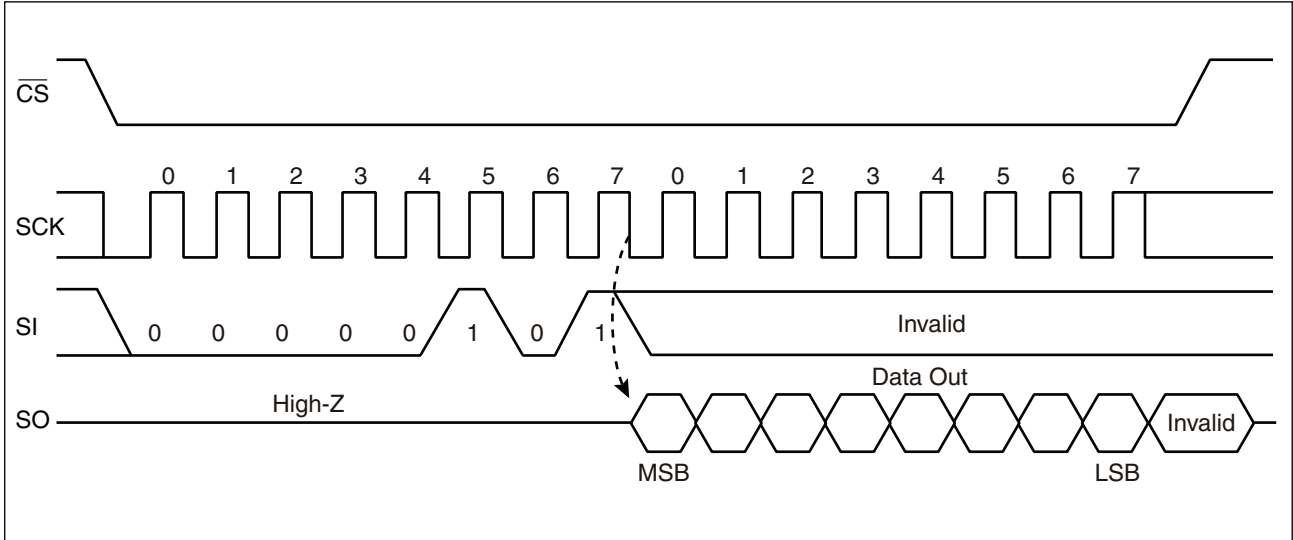 CS
0 1 2 3 4 5 6 7 0 1 2 3 4 5 6 7
SCK
SI 0 0 0 0 0 1 0 1 Invalid
Data Out
High-Z
SO Invalid
MSB LSB